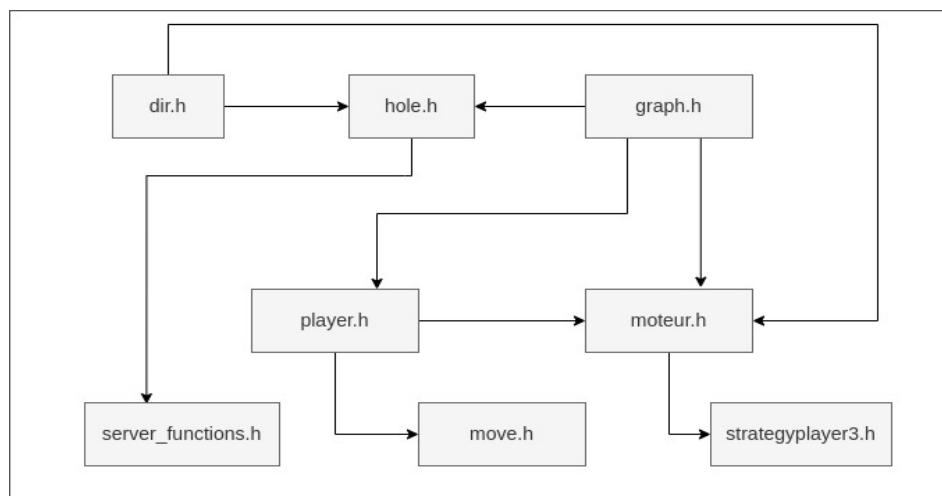 dir.h
hole.h
graph.h
player.h
moteur.h
server_functions.h
move.h
strategyplayer3.h